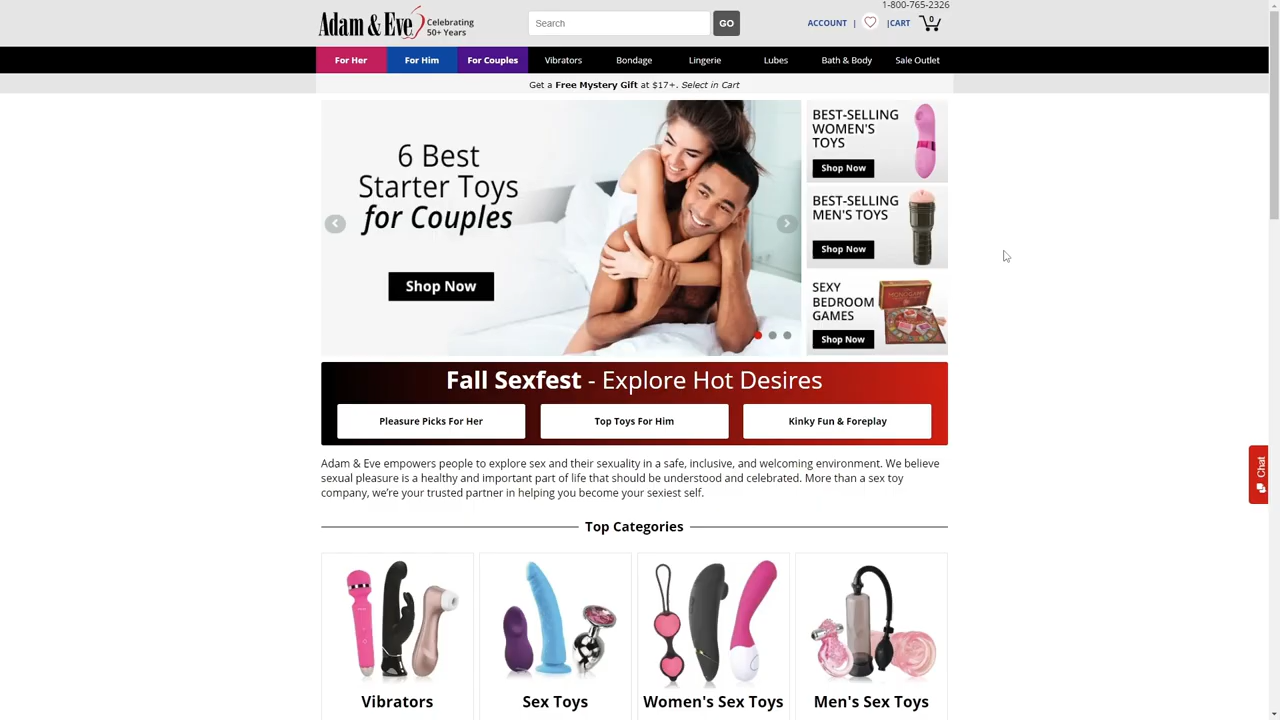 1-800-765-2326
Adam & Eve
Celebrating
50+ Years
Search
GO
ACCOUNT |
|CART
0
For Her
For Him
For Couples
Vibrators
Bondage
Lingerie
Lubes
Bath & Body
Sale Outlet
Get a Free Mystery Gift at $17+. Select in Cart
6 Best
Starter Toys
for Couples
Shop Now
BEST-SELLING
WOMEN'S
TOYS
Shop Now
BEST-SELLING
MEN'S TOYS
Shop Now
SEXY
BEDROOM
GAMES
Shop Now
Fall Sexfest - Explore Hot Desires
Pleasure Picks For Her
Top Toys For Him
Kinky Fun & Foreplay
Adam & Eve empowers people to explore sex and their sexuality in a safe, inclusive, and welcoming environment. We believe
sexual pleasure is a healthy and important part of life that should be understood and celebrated. More than a sex toy
company, we're your trusted partner in helping you become your sexiest self.
Chat
Top Categories
Vibrators
Sex Toys
Women's Sex Toys
Men's Sex Toys